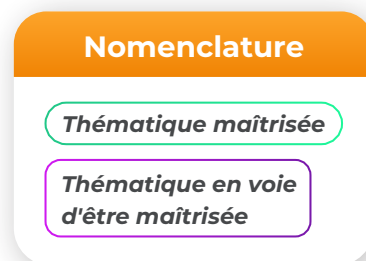 Nomenclature
Thématique maîtrisée
Thématique en voie
d'être maîtrisée